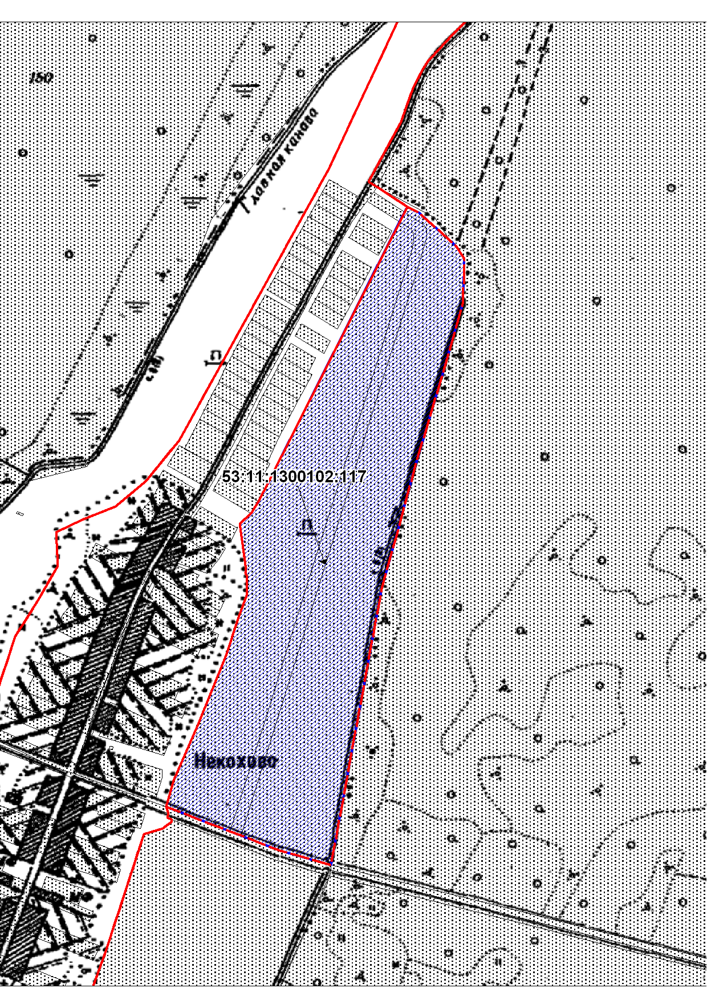 150
Главная канава
П
53:11:1300102:117
П
Некохово